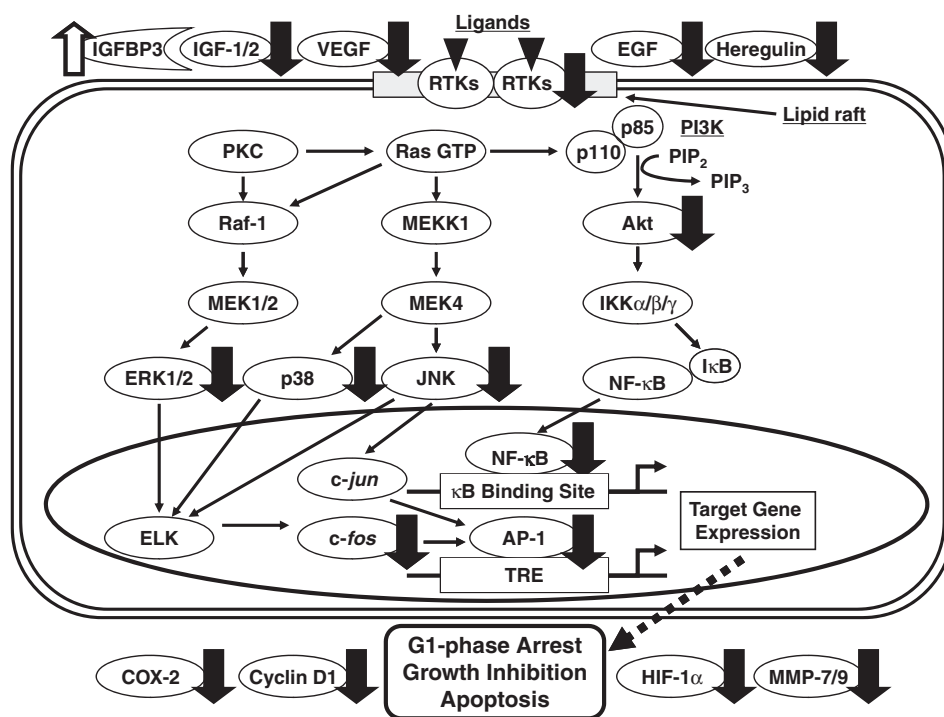 Ligands
IGFBP3 IGF-1/2 VEGF EGF Heregulin
RTKs RTKs
Lipid raft
p85 PI3K
PKC Ras GTP p110 PIP2
PIP3
Raf-1 MEKK1 Akt
MEK1/2 MEK4 IKKα/β/γ
IκB
ERK1/2 p38 JNK NF-κB
NF-κB
c-jun κB Binding Site
Target Gene
Expression
ELK c-fos AP-1
TRE
G1-phase Arrest
Growth Inhibition
Apoptosis
COX-2 Cyclin D1 HIF-1α MMP-7/9